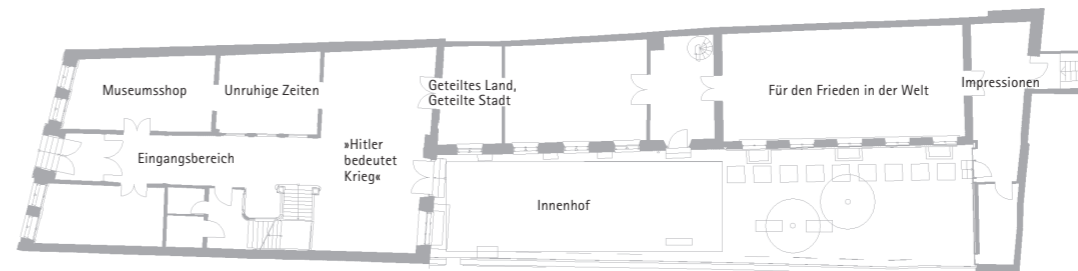 Museumsshop
Unruhige Zeiten
Eingangsbereich
»Hitler
bedeutet
Krieg«
Geteiltes Land,
Geteilte Stadt
Innenhof
Für den Frieden in der Welt
Impressionen